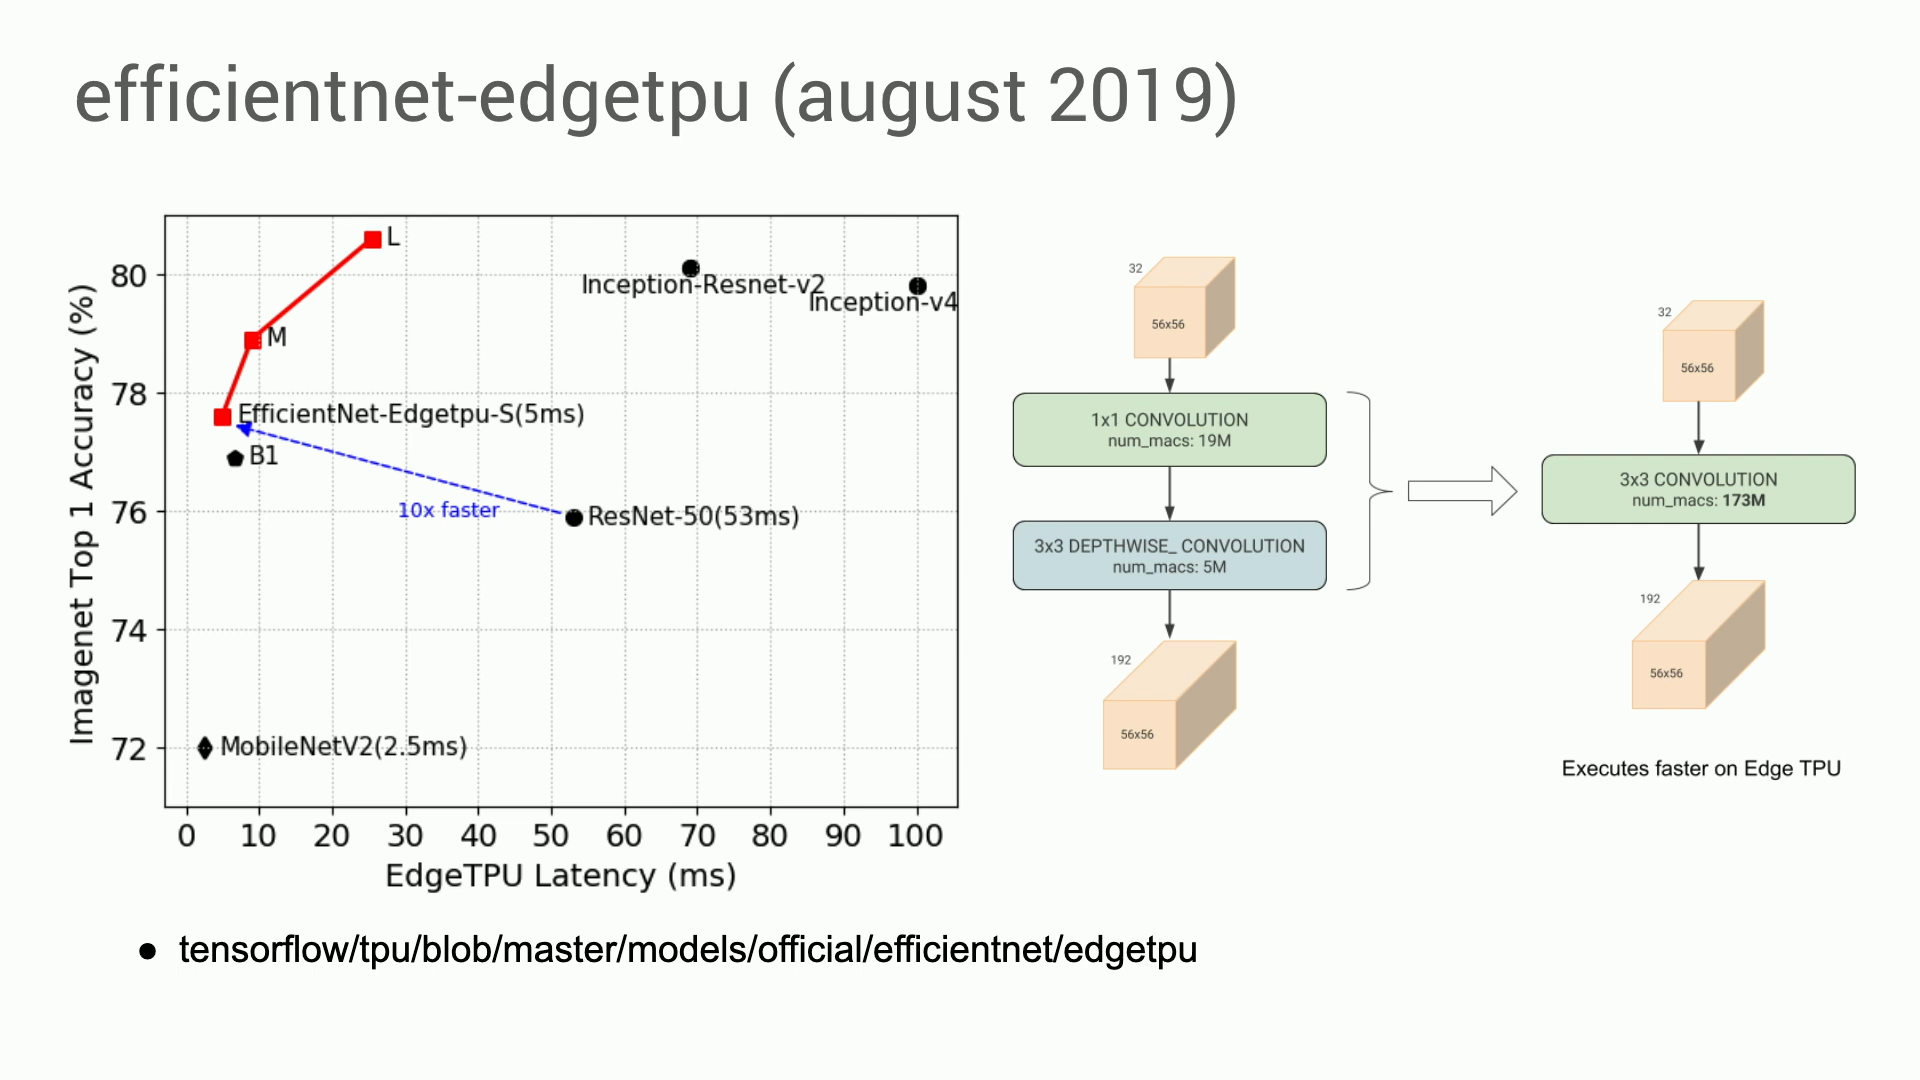 efficientnet-edgetpu (august 2019)
Imagenet Top 1 Accuracy (%)
80
78
76
74
72
L
M
EfficientNet-Edgetpu-S(5ms)
B1
10x faster
ResNet-50(53ms)
Inception-Resnet-v2
Inception-v4
MobileNetV2(2.5ms)
0 10 20 30 40 50 60 70 80 90 100
EdgeTPU Latency (ms)
32
56x56
1x1 CONVOLUTION
num_macs: 19M
3x3 DEPTHWISE_ CONVOLUTION
num_macs: 5M
192
56x56
32
56x56
3x3 CONVOLUTION
num_macs: 173M
192
56x56
Executes faster on Edge TPU
● tensorflow/tpu/blob/master/models/official/efficientnet/edgetpu